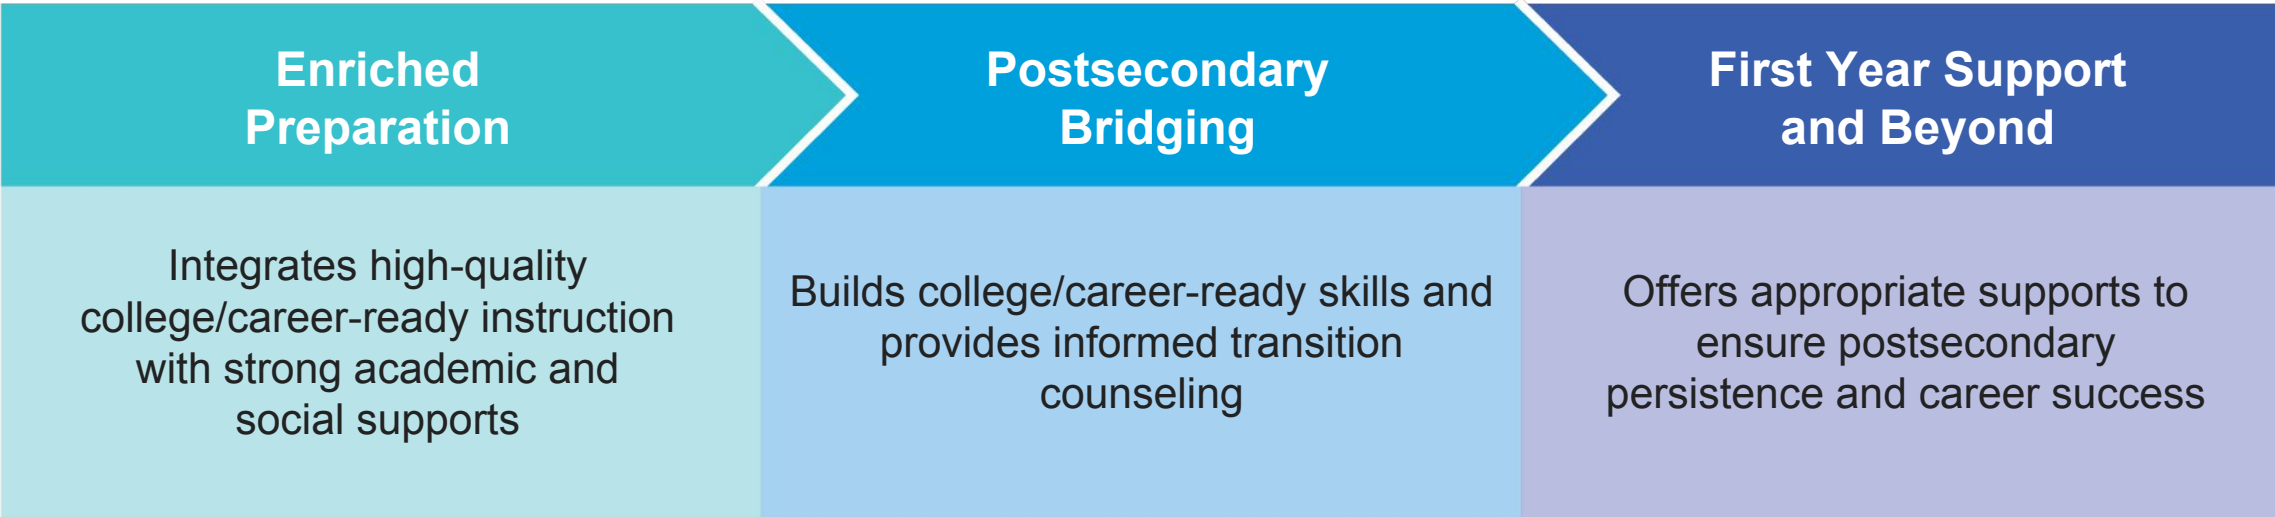 Enriched
Preparation
Integrates high-quality
college/career-ready instruction
with strong academic and
social supports
Postsecondary
Bridging
Builds college/career-ready skills and
provides informed transition
counseling
First Year Support
and Beyond
Offers appropriate supports to
ensure postsecondary
persistence and career success